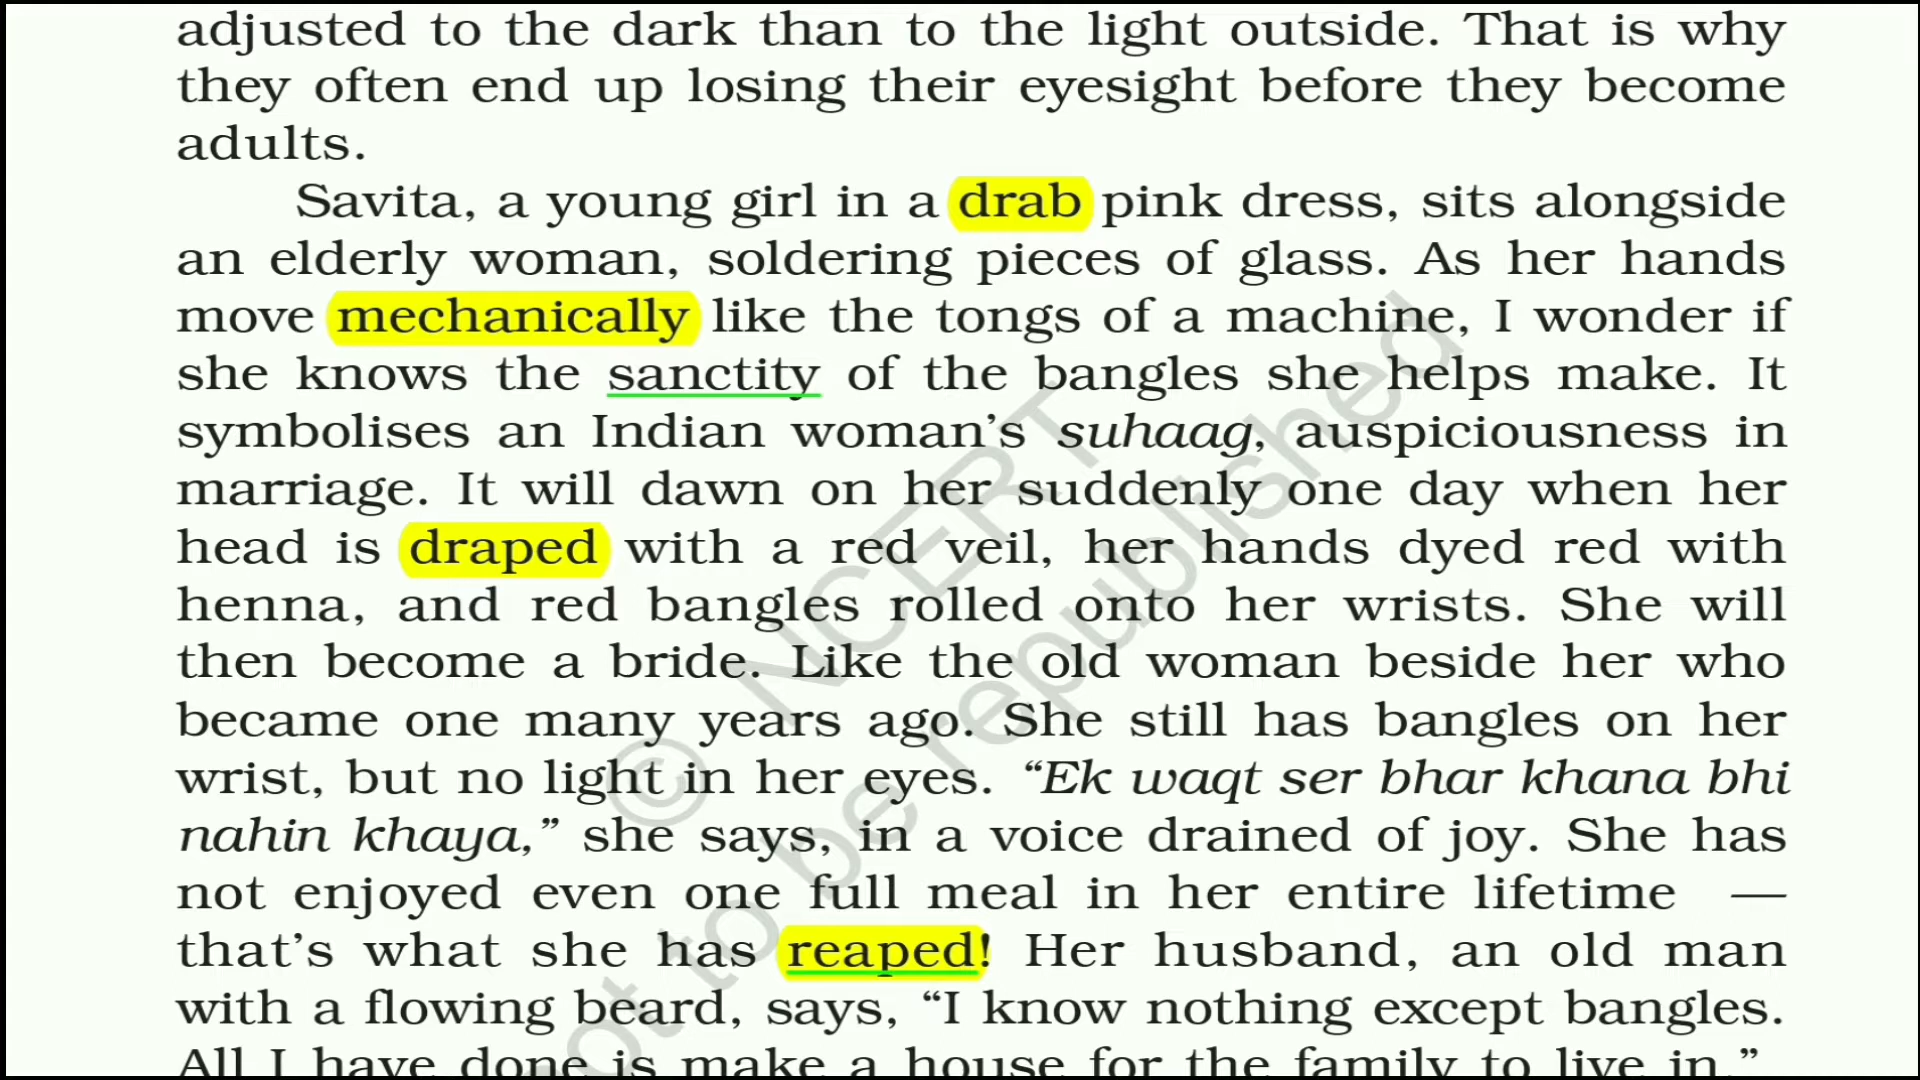 adjusted to the dark than to the light outside. That is why
they often end up losing their eyesight before they become
adults.
Savita, a young girl in a drab pink dress, sits alongside
an elderly woman, soldering pieces of glass. As her hands
move mechanically like the tongs of a machine, I wonder if
she knows the sanctity of the bangles she helps make. It
symbolises an Indian woman’s suhaag, auspiciousness in
marriage. It will dawn on her suddenly one day when her
head is draped with a red veil, her hands dyed red with
henna, and red bangles rolled onto her wrists. She will
then become a bride. Like the old woman beside her who
became one many years ago. She still has bangles on her
wrist, but no light in her eyes. “Ek waqt ser bhar khana bhi
nahin khaya,” she says, in a voice drained of joy. She has
not enjoyed even one full meal in her entire lifetime —
that’s what she has reaped! Her husband, an old man
with a flowing beard, says, “I know nothing except bangles.
All I have done is make a house for the family to live in.”
© NCERT
not to be republished